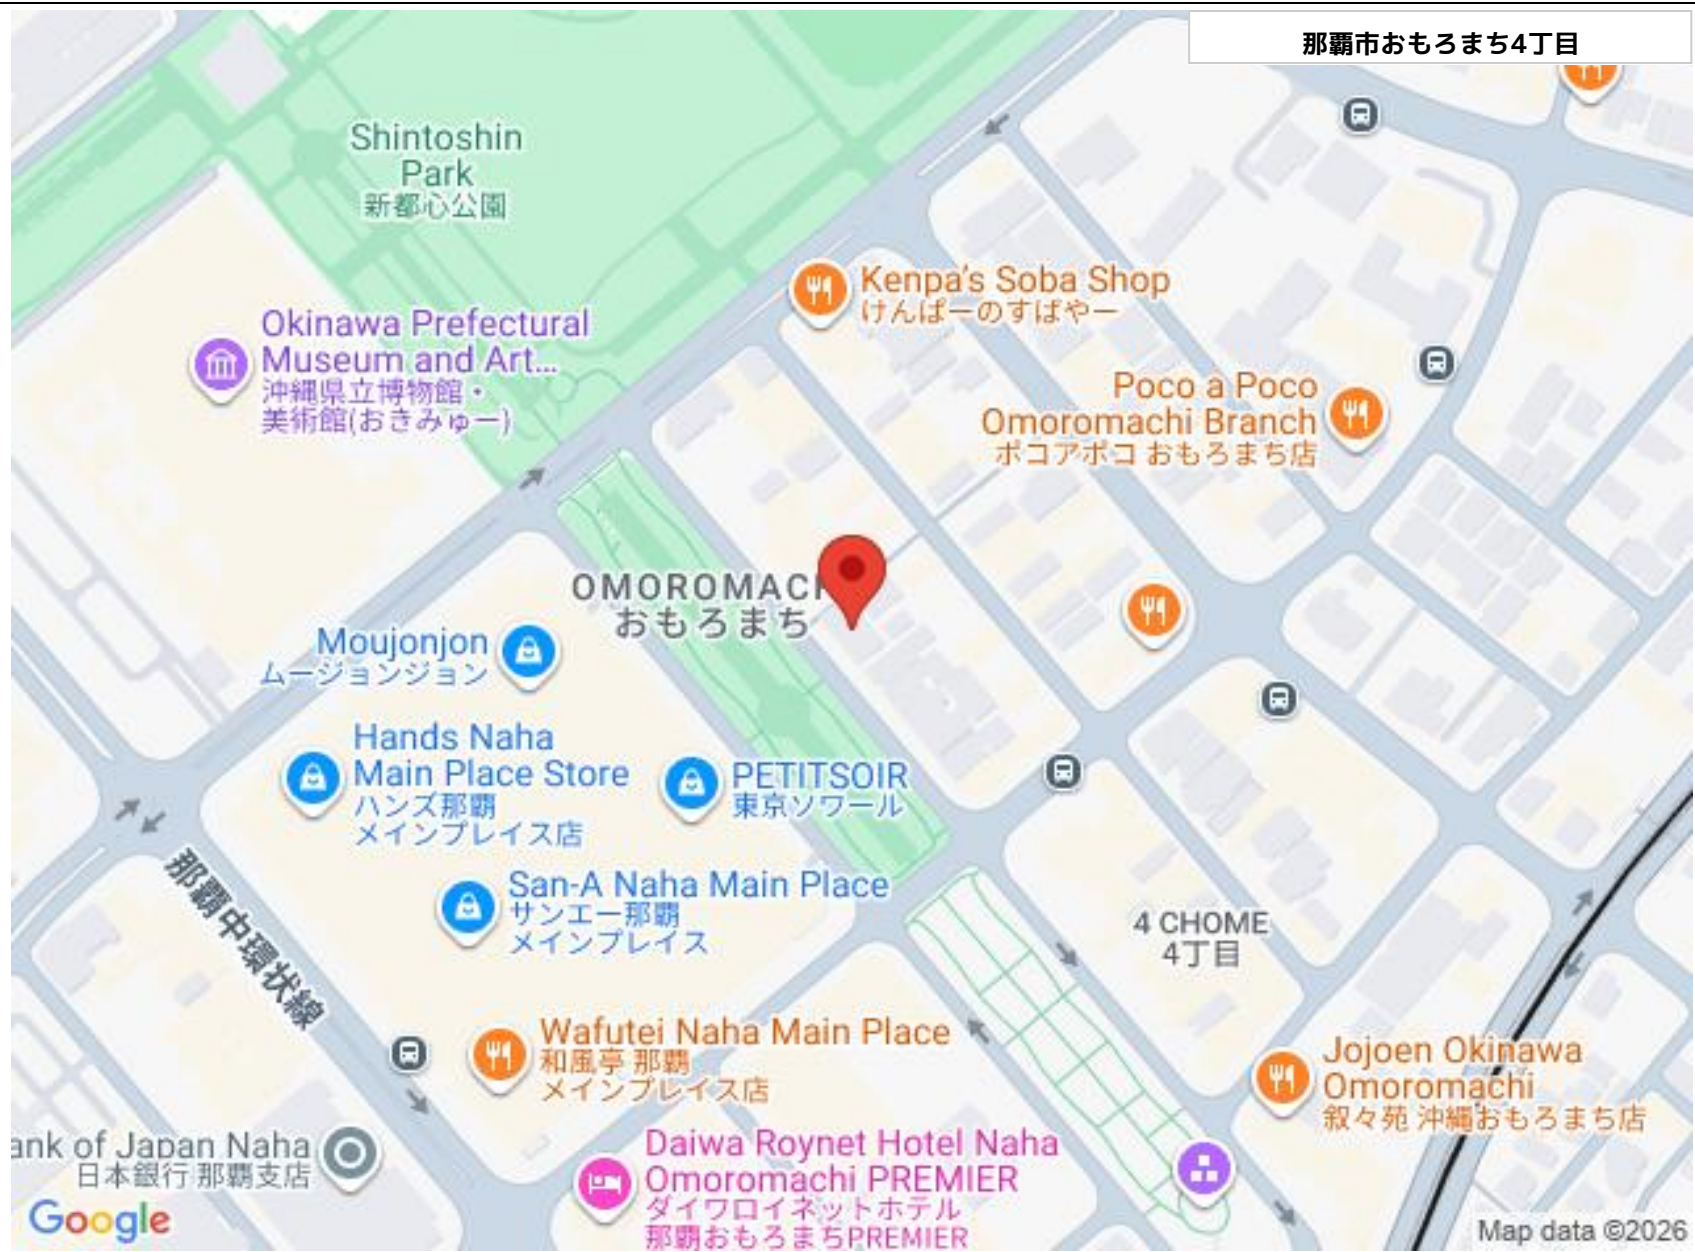 那覇市おもろまち4丁目
Shintoshin
Park
新都心公園
Kenpa's Soba Shop
けんぱーのすばやー
Okinawa Prefectural
Museum and Art...
沖縄県立博物館・
美術館(おきみゅー)
Poco a Poco
Omoromachi Branch
ポコアポコ おもろまち店
OMOROMAC
おもろまち
Moujonjon
ムージョンジョン
Hands Naha
Main Place Store
ハンズ那覇
メインプレイス店
PETITSOIR
東京ソワール
San-A Naha Main Place
サンエー那覇
メインプレイス
那覇中環状線
4 CHOME
4丁目
Wafutei Naha Main Place
和風亭 那覇
メインプレイス店
Jojoen Okinawa
Omoromachi
叙々苑 沖縄おもろまち店
ank of Japan Naha
日本銀行 那覇支店
Daiwa Roynet Hotel Naha
Omoromachi PREMIER
ダイワロイネットホテル
那覇おもろまちPREMIER
Google
Map data ©2026